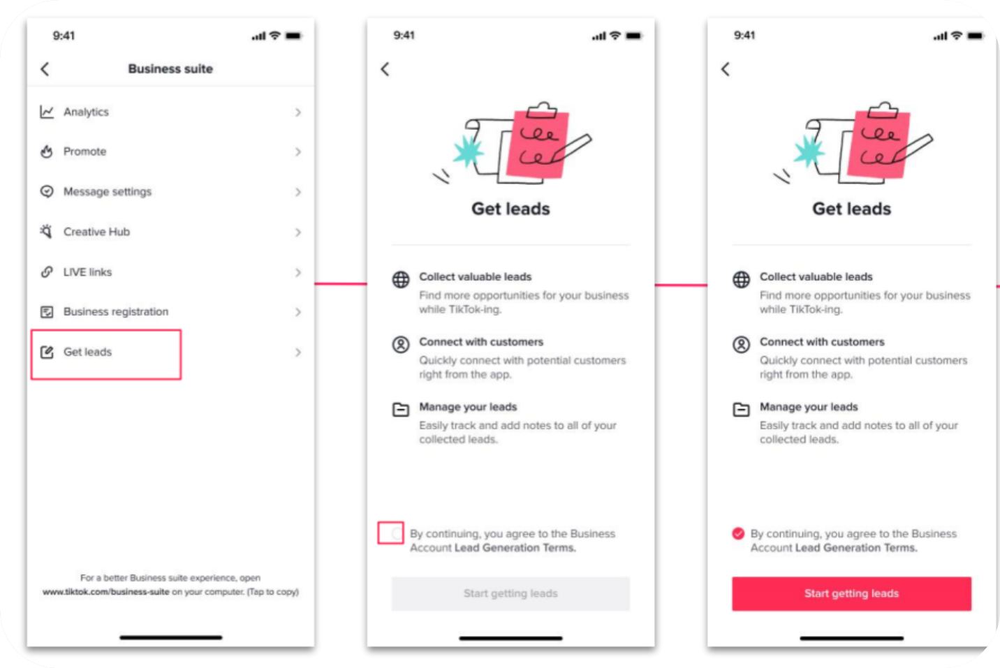 9:41
Business suite
Analytics
Promote
Message settings
Creative Hub
LIVE links
Business registration
Get leads
For a better Business suite experience, open
www.tiktok.com/business-suite on your computer. (Tap to copy)
9:41
Get leads
Collect valuable leads
Find more opportunities for your business
while TikTok-ing.
Connect with customers
Quickly connect with potential customers
right from the app.
Manage your leads
Easily track and add notes to all of your
collected leads.
By continuing, you agree to the Business
Account Lead Generation Terms.
Start getting leads
9:41
Get leads
Collect valuable leads
Find more opportunities for your business
while TikTok-ing.
Connect with customers
Quickly connect with potential customers
right from the app.
Manage your leads
Easily track and add notes to all of your
collected leads.
By continuing, you agree to the Business
Account Lead Generation Terms.
Start getting leads